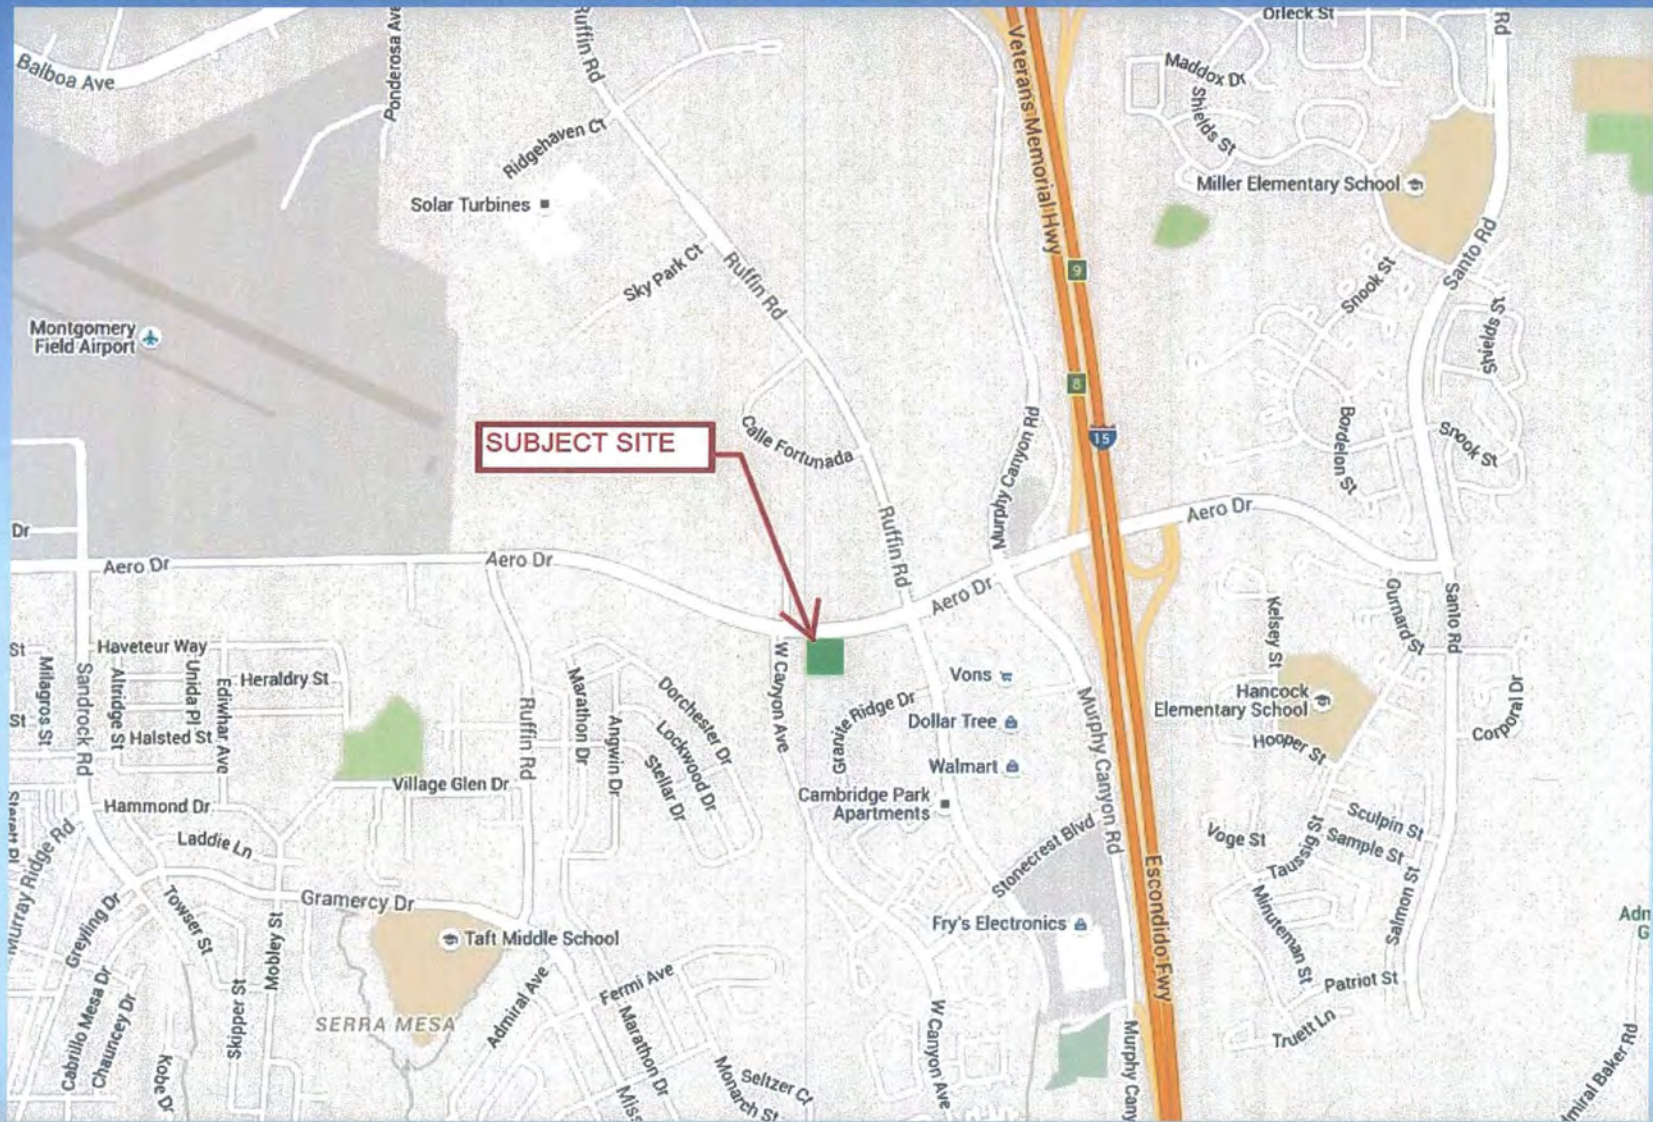 Orleck St
Rd
Balboa Ave
Ponderosa Ave
Ruffin Rd
Veterans Memorial Hwy
Maddox Dr
Shields St
Ridgehaven Ct
Miller Elementary School
Solar Turbines
Sky Park Ct
Ruffin Rd
9
Snook St
Santo Rd
Montgomery
Field Airport
Shields St
8
SUBJECT SITE
Calle Fortunada
Murphy Canyon Rd
15
Bordelon St
Snook St
Dr
Aero Dr
Aero Dr
Ruffin Rd
Aero Dr
Aero Dr
Gurnard St
Santo Rd
Kelsey St
St
Milagros St
Sandrock Rd
Haveteur Way
Altridge St
Unida Pl
Ediwhar Ave
Heraldry St
Halsted St
St
Marathon Dr
Angwin Dr
Dorchester Dr
Lockwood Dr
Stellar Dr
Ruffin Rd
W Canyon Ave
Granite Ridge Dr
Vons
Dollar Tree
Walmart
Murphy Canyon Rd
Hancock
Elementary School
Hooper St
Corporal Dr
Village Glen Dr
Hammond Dr
Laddie Ln
Cambridge Park
Apartments
Stonecrest Blvd
Sculpin St
Sample St
Voge St
Taussig St
Salmon St
Murray Ridge Rd
Gramercy Dr
Greyling Dr
Towser St
Mobley St
Taft Middle School
Fry's Electronics
Escondido Fwy
Minuteman St
Patriot St
Truett Ln
Adn
G
Cabrillo Mesa Dr
Chauncey Dr
Kobe Dr
Skipper St
SERRA MESA
Admiral Ave
Fermi Ave
Marathon Dr
Miss
Monarch St
Seltzer Ct
W Canyon Ave
Murphy Cany
miral Baker Rd